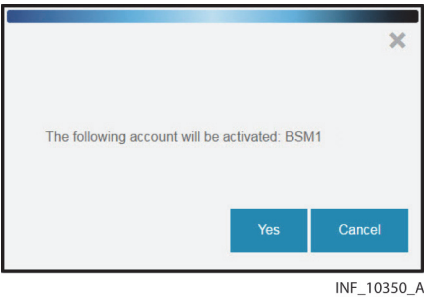 The following account will be activated: BSM1
Yes
Cancel
INF_10350_A